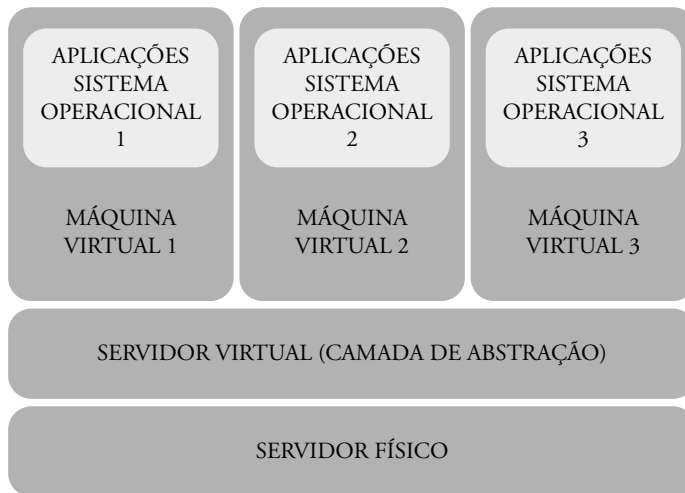 APLICAÇÕES
SISTEMA
OPERACIONAL
1
MÁQUINA
VIRTUAL 1
APLICAÇÕES
SISTEMA
OPERACIONAL
2
MÁQUINA
VIRTUAL 2
APLICAÇÕES
SISTEMA
OPERACIONAL
3
MÁQUINA
VIRTUAL 3
SERVIDOR VIRTUAL (CAMADA DE ABSTRAÇÃO)
SERVIDOR FÍSICO